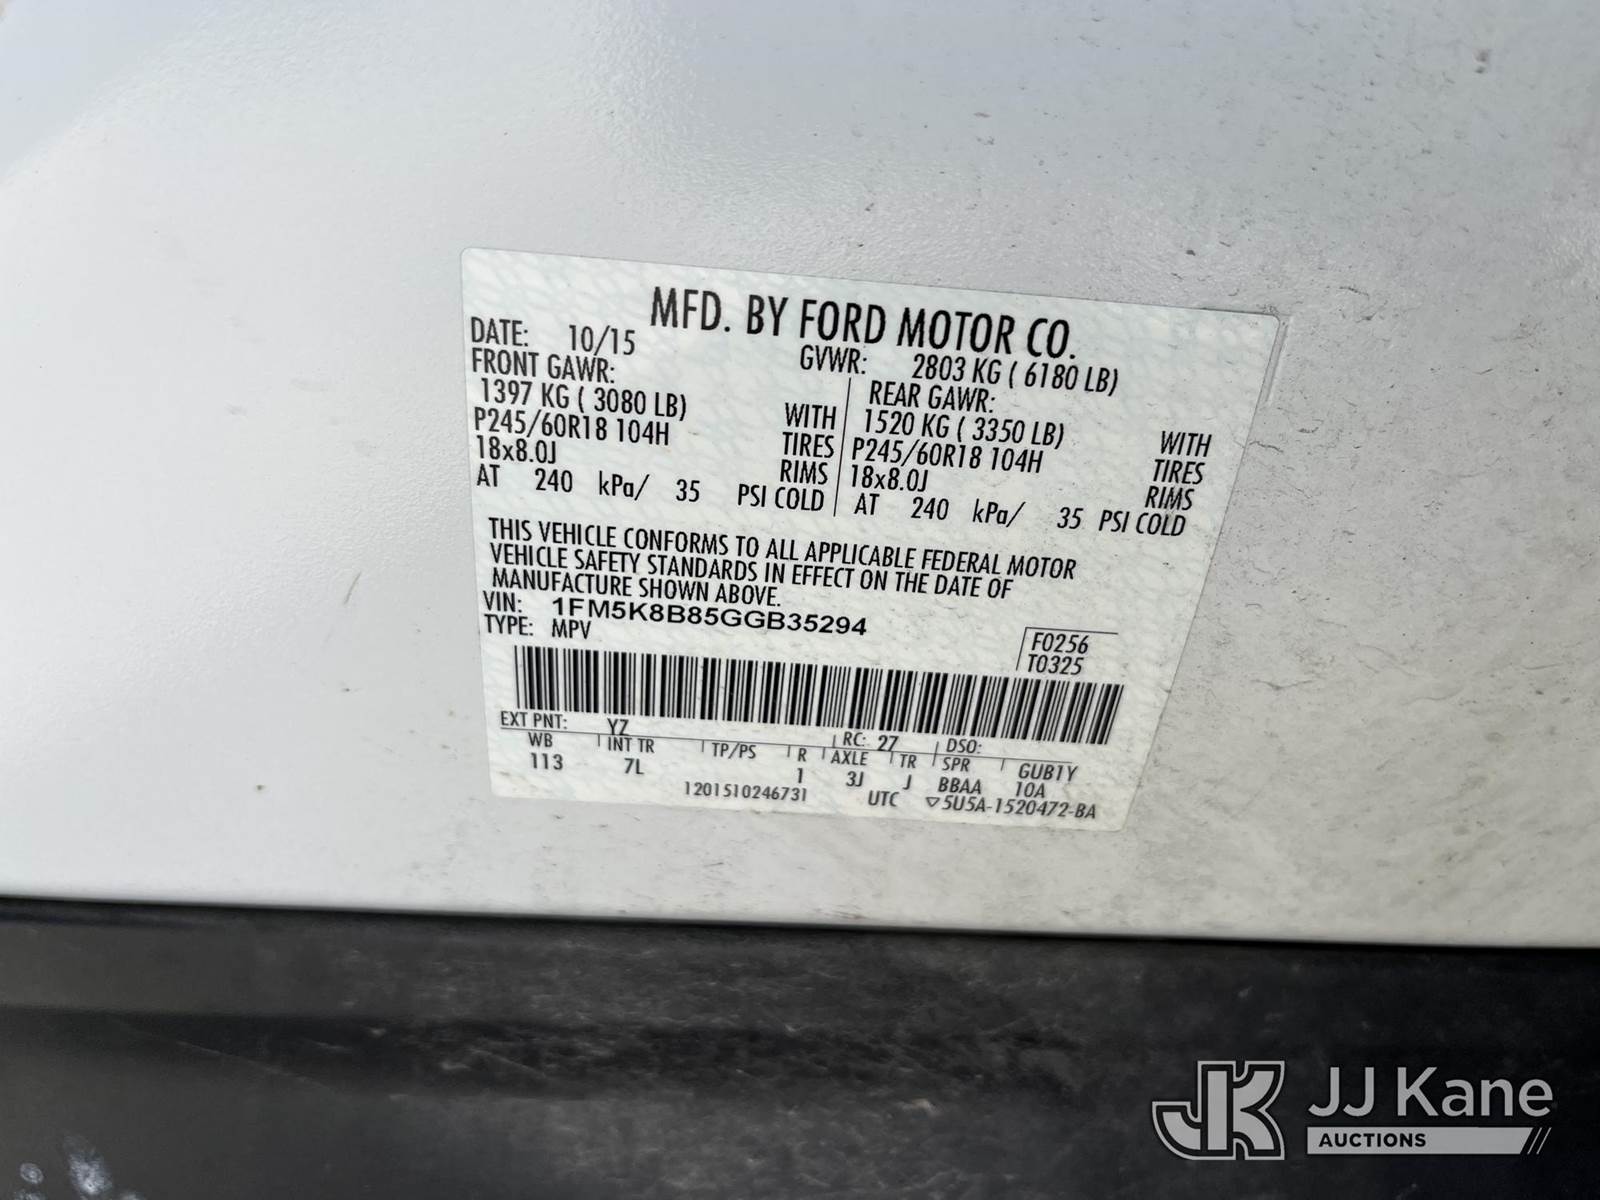 MFD. BY FORD MOTOR CO.
DATE: 10/15 GVWR: 2803 KG ( 6180 LB)
FRONT GAWR: REAR GAWR:
1397 KG ( 3080 LB) WITH 1520 KG ( 3350 LB) WITH
P245/60R18 104H TIRES P245/60R18 104H TIRES
18x8.0J RIMS 18x8.0J RIMS
AT 240 kPa/ 35 PSI COLD AT 240 kPa/ 35 PSI COLD
THIS VEHICLE CONFORMS TO ALL APPLICABLE FEDERAL MOTOR
VEHICLE SAFETY STANDARDS IN EFFECT ON THE DATE OF
MANUFACTURE SHOWN ABOVE.
VIN: 1FM5K8B85GGB35294
TYPE: MPV F0256
T0325
EXT PNT: YZ RC: 27 DSO:
WB INT TR TP/PS R AXLE TR SPR GUB1Y
113 7L 1 3J J BBAA 10A
1201510246731 UTC ▽5U5A-1520472-BA
JK JJ Kane
AUCTIONS